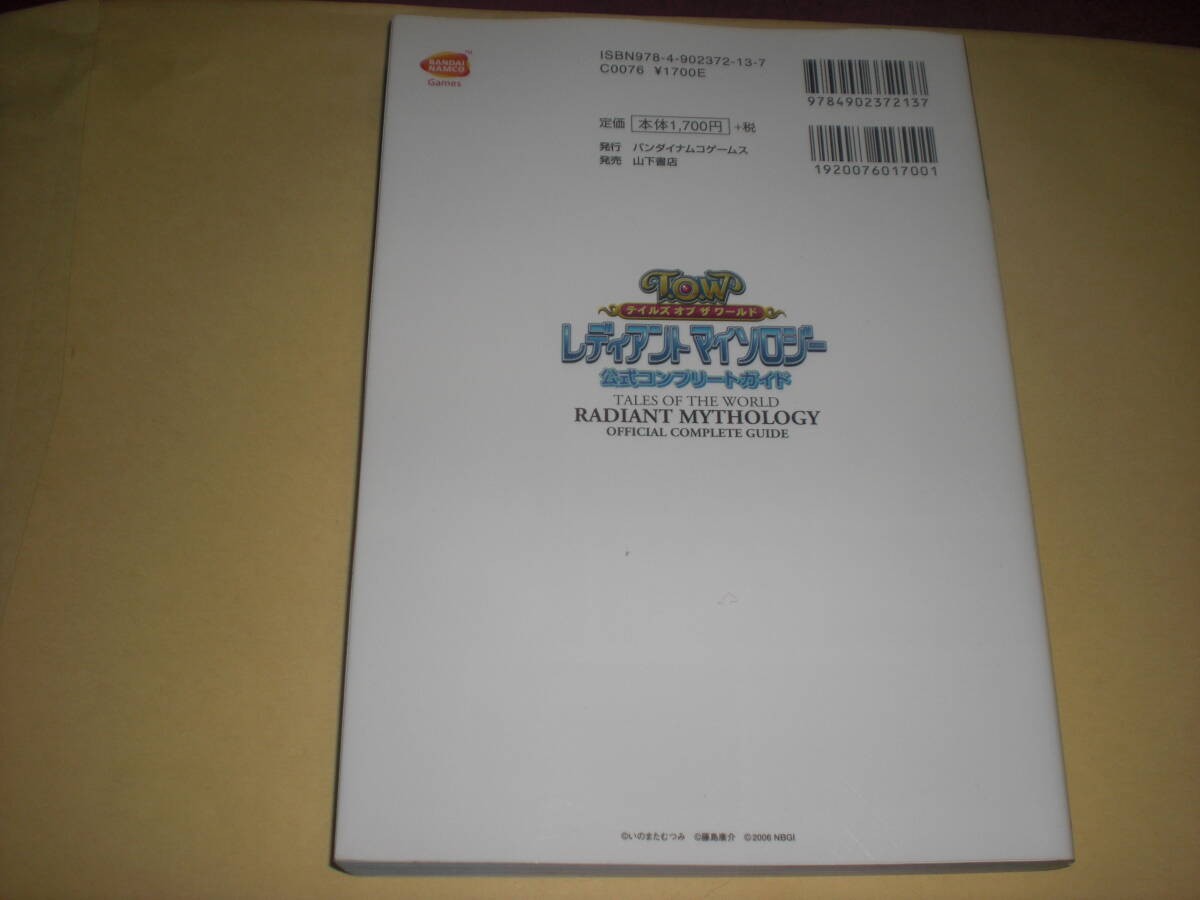 BANDAI
NAMCO
TM
Games
ISBN978-4-902372-13-7
C0076 ¥1700E
9784902372137
定価 本体1,700円 +税
発行 バンダイナムコゲームス
発売 山下書店
1920076017001
T.O.W
テイルズ オブ ザ ワールド
レディアント マイソロジー
公式コンプリートガイド
TALES OF THE WORLD
RADIANT MYTHOLOGY
OFFICIAL COMPLETE GUIDE
©いのまたむつみ ©藤島康介 ©2006 NBGI